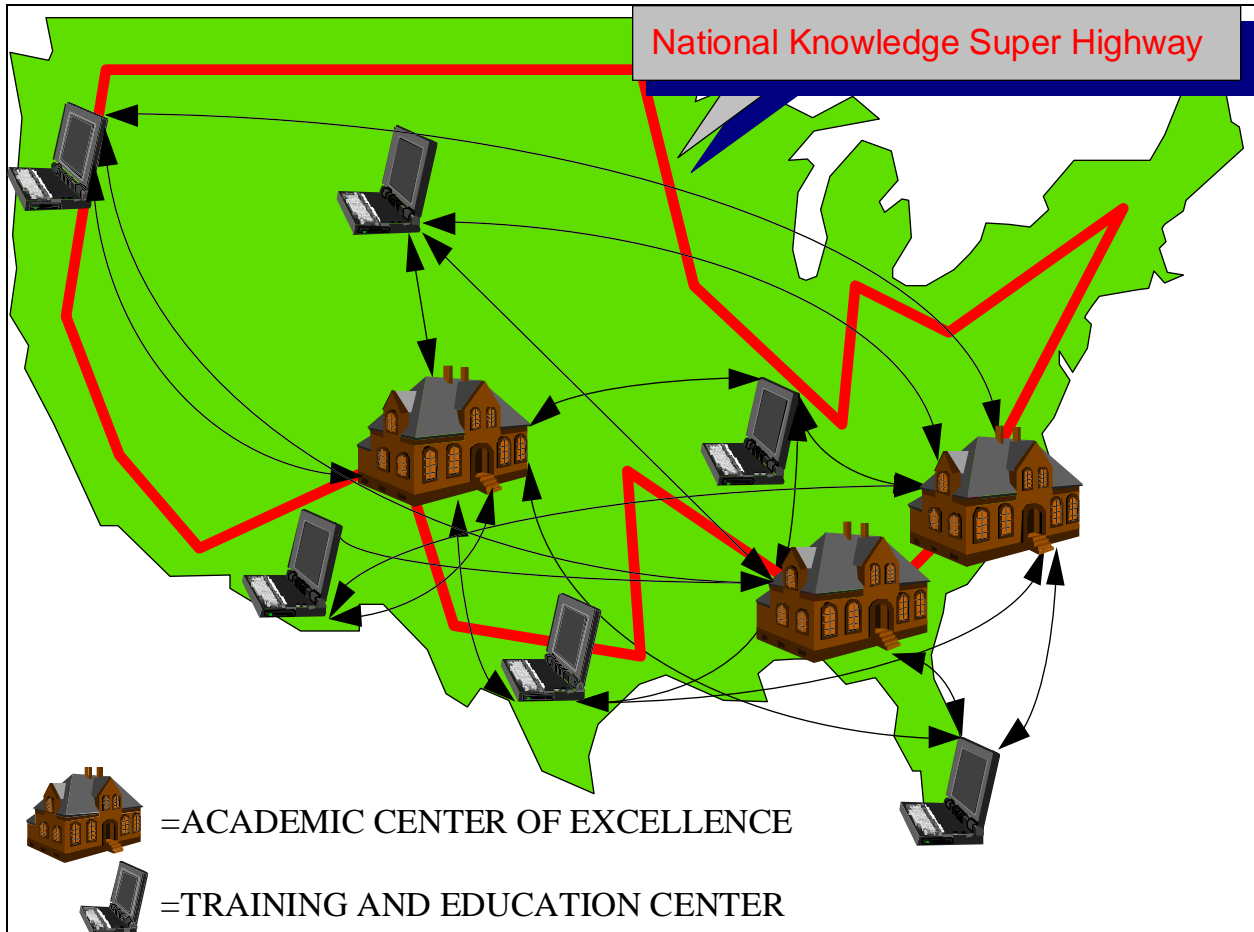 National Knowledge Super Highway
=ACADEMIC CENTER OF EXCELLENCE
=TRAINING AND EDUCATION CENTER